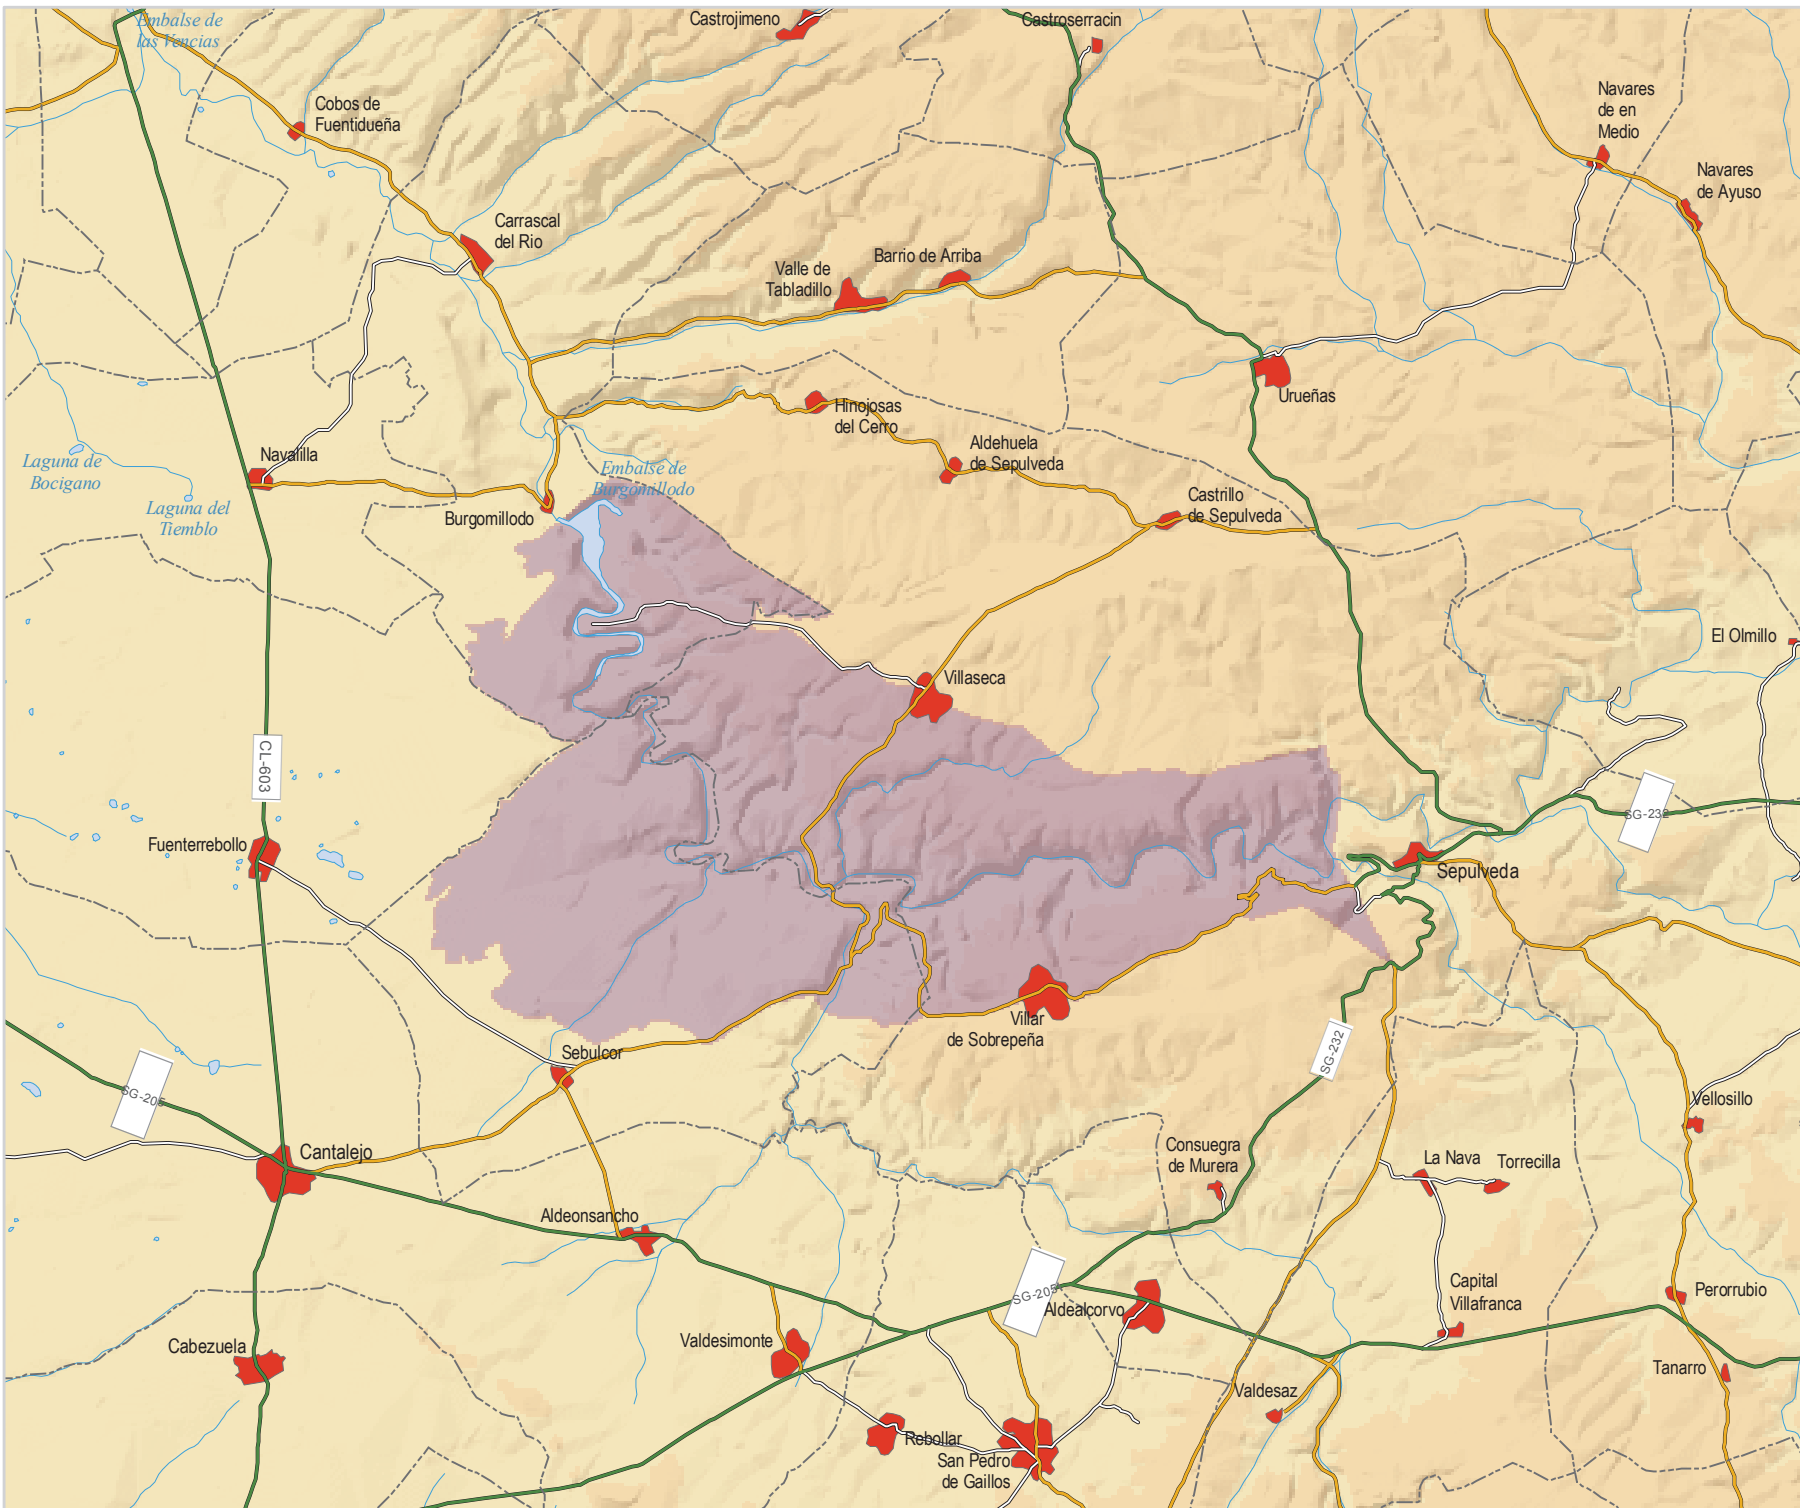 Embalse de
las Vencias
Castrojimeno
Castroserracin
Cobos de
Fuentidueña
Navares
de en
Medio
Navares
de Ayuso
Carrascal
del Rio
Barrio de Arriba
Valle de
Tabladillo
Urueñas
Hinojosas
del Cerro
Aldehuela
de Sepulveda
Navalilla
Laguna de
Bocigano
Laguna del
Tiemblo
Embalse de
Burgomillodo
Burgomillodo
Castrillo
de Sepulveda
El Olmillo
Villaseca
CL-603
SG-232
Fuenterrebollo
Sepulveda
Villar
de Sobrepeña
Sebulcor
SG-232
SG-205
Vellosillo
Cantalejo
Consuegra
de Murera
La Nava
Torrecilla
Aldeonsancho
SG-205
Aldealcorvo
Capital
Villafranca
Perorrubio
Cabezuela
Valdesimonte
Tanarro
Valdesaz
Rebollar
San Pedro
de Gaillos